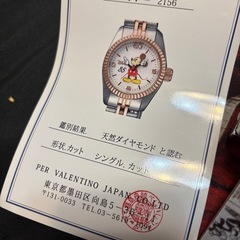 2156
鑑別結果 天然ダイヤモンド と認む
形状.カット シングル.カット
PER VALENTINO JAPAN CO.LTD
東京都墨田区向島5-3
〒131-0033 TEL.03-561